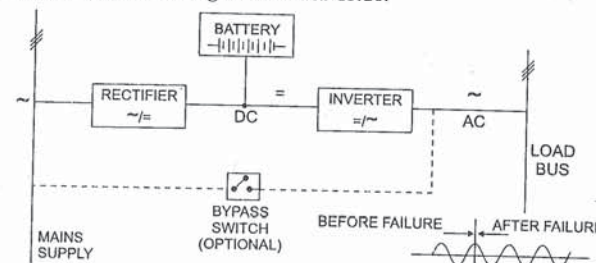 BATTERY
~
RECTIFIER
~/=
DC
=
INVERTER
=/~
~
AC
LOAD
BUS
BYPASS
SWITCH
(OPTIONAL)
MAINS
SUPPLY
BEFORE FAILURE
AFTER FAILURE